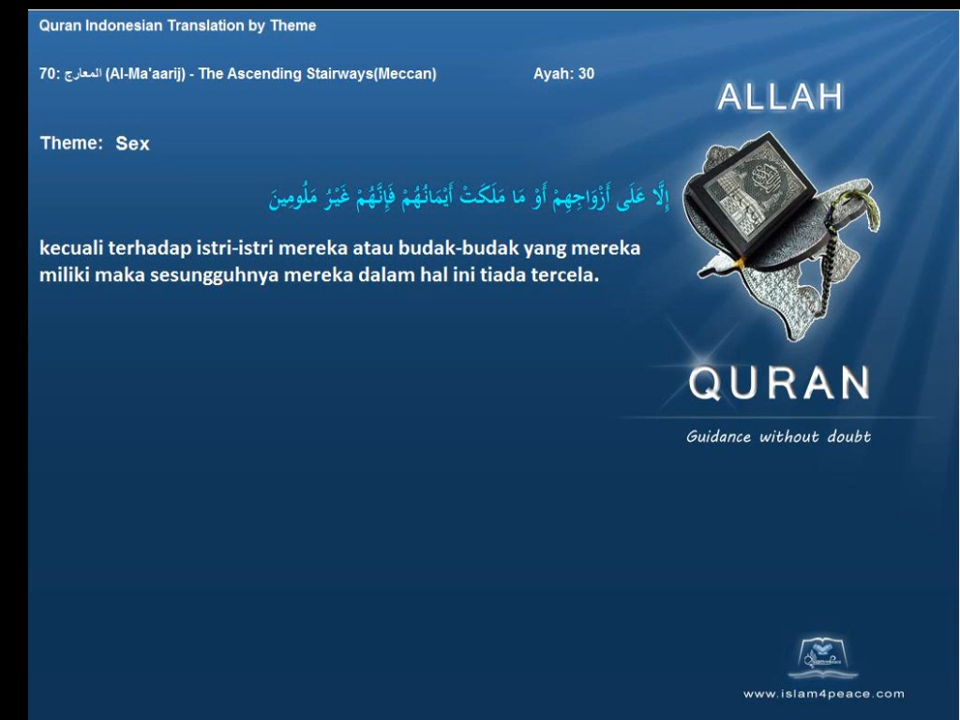 Quran Indonesian Translation by Theme
70: المعارج (Al-Ma'aarij) - The Ascending Stairways(Meccan) Ayah: 30
Theme: Sex
إِلَّا عَلَى أَزْوَاجِهِمْ أَوْ مَا مَلَكَتْ أَيْمَانُهُمْ فَإِنَّهُمْ غَيْرُ مَلُومِينَ
kecuali terhadap istri-istri mereka atau budak-budak yang mereka
miliki maka sesungguhnya mereka dalam hal ini tiada tercela.
ALLAH
QURAN
Guidance without doubt
www.islam4peace.com